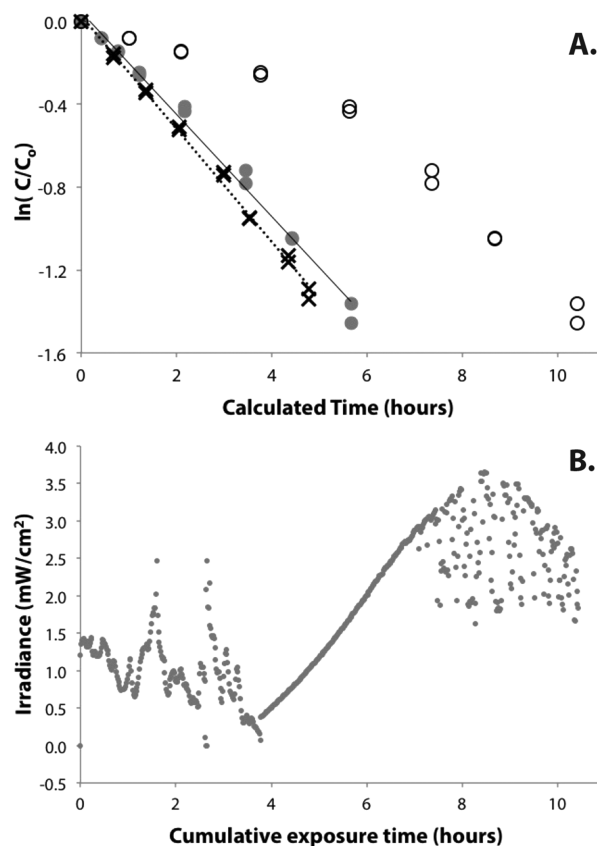 A.
0.0
-0.4
-0.8
-1.2
-1.6
ln( C/Co)
0 2 4 6 8 10
Calculated Time (hours)
B.
4.0
3.5
3.0
2.5
2.0
1.5
1.0
0.5
0.0
-0.5
Irradiance (mW/cm²)
0 2 4 6 8 10
Cumulative exposure time (hours)